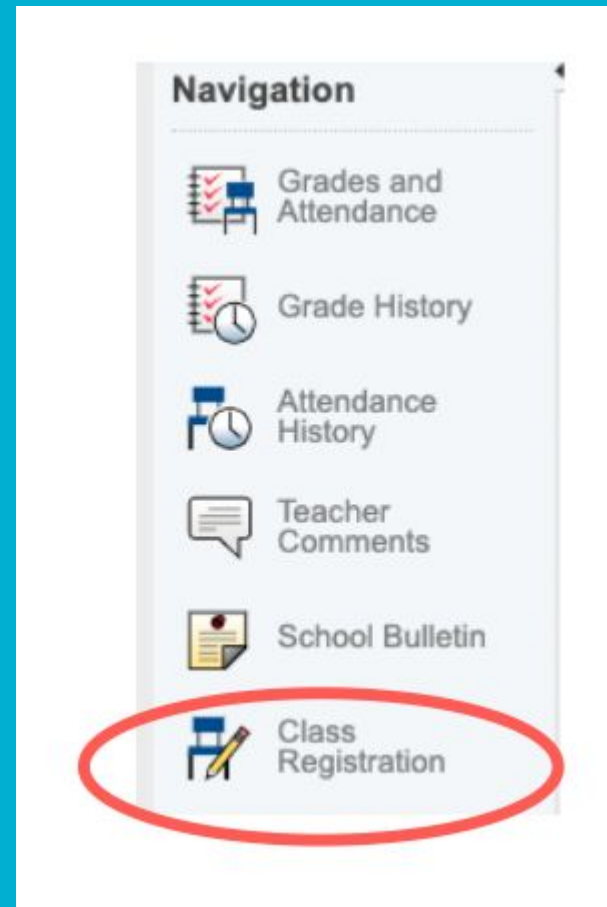 Navigation
Grades and
Attendance
Grade History
Attendance
History
Teacher
Comments
School Bulletin
Class
Registration